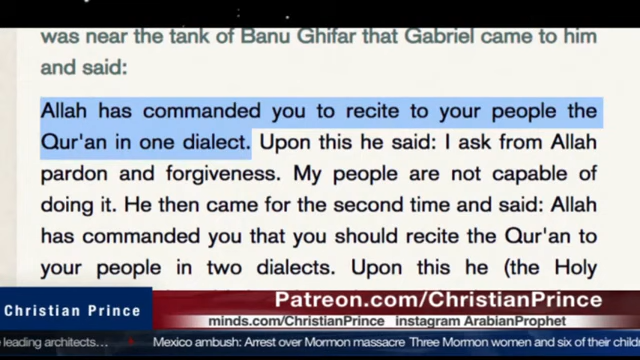 was near the tank of Banu Ghifar that Gabriel came to him
and said:
Allah has commanded you to recite to your people the
Qur'an in one dialect. Upon this he said: I ask from Allah
pardon and forgiveness. My people are not capable of
doing it. He then came for the second time and said: Allah
has commanded you that you should recite the Qur'an to
your people in two dialects. Upon this he (the Holy
Christian Prince
Patreon.com/ChristianPrince
minds.com/ChristianPrince instagram ArabianProphet
leading architects… Mexico ambush: Arrest over Mormon massacre Three Mormon women and six of their child